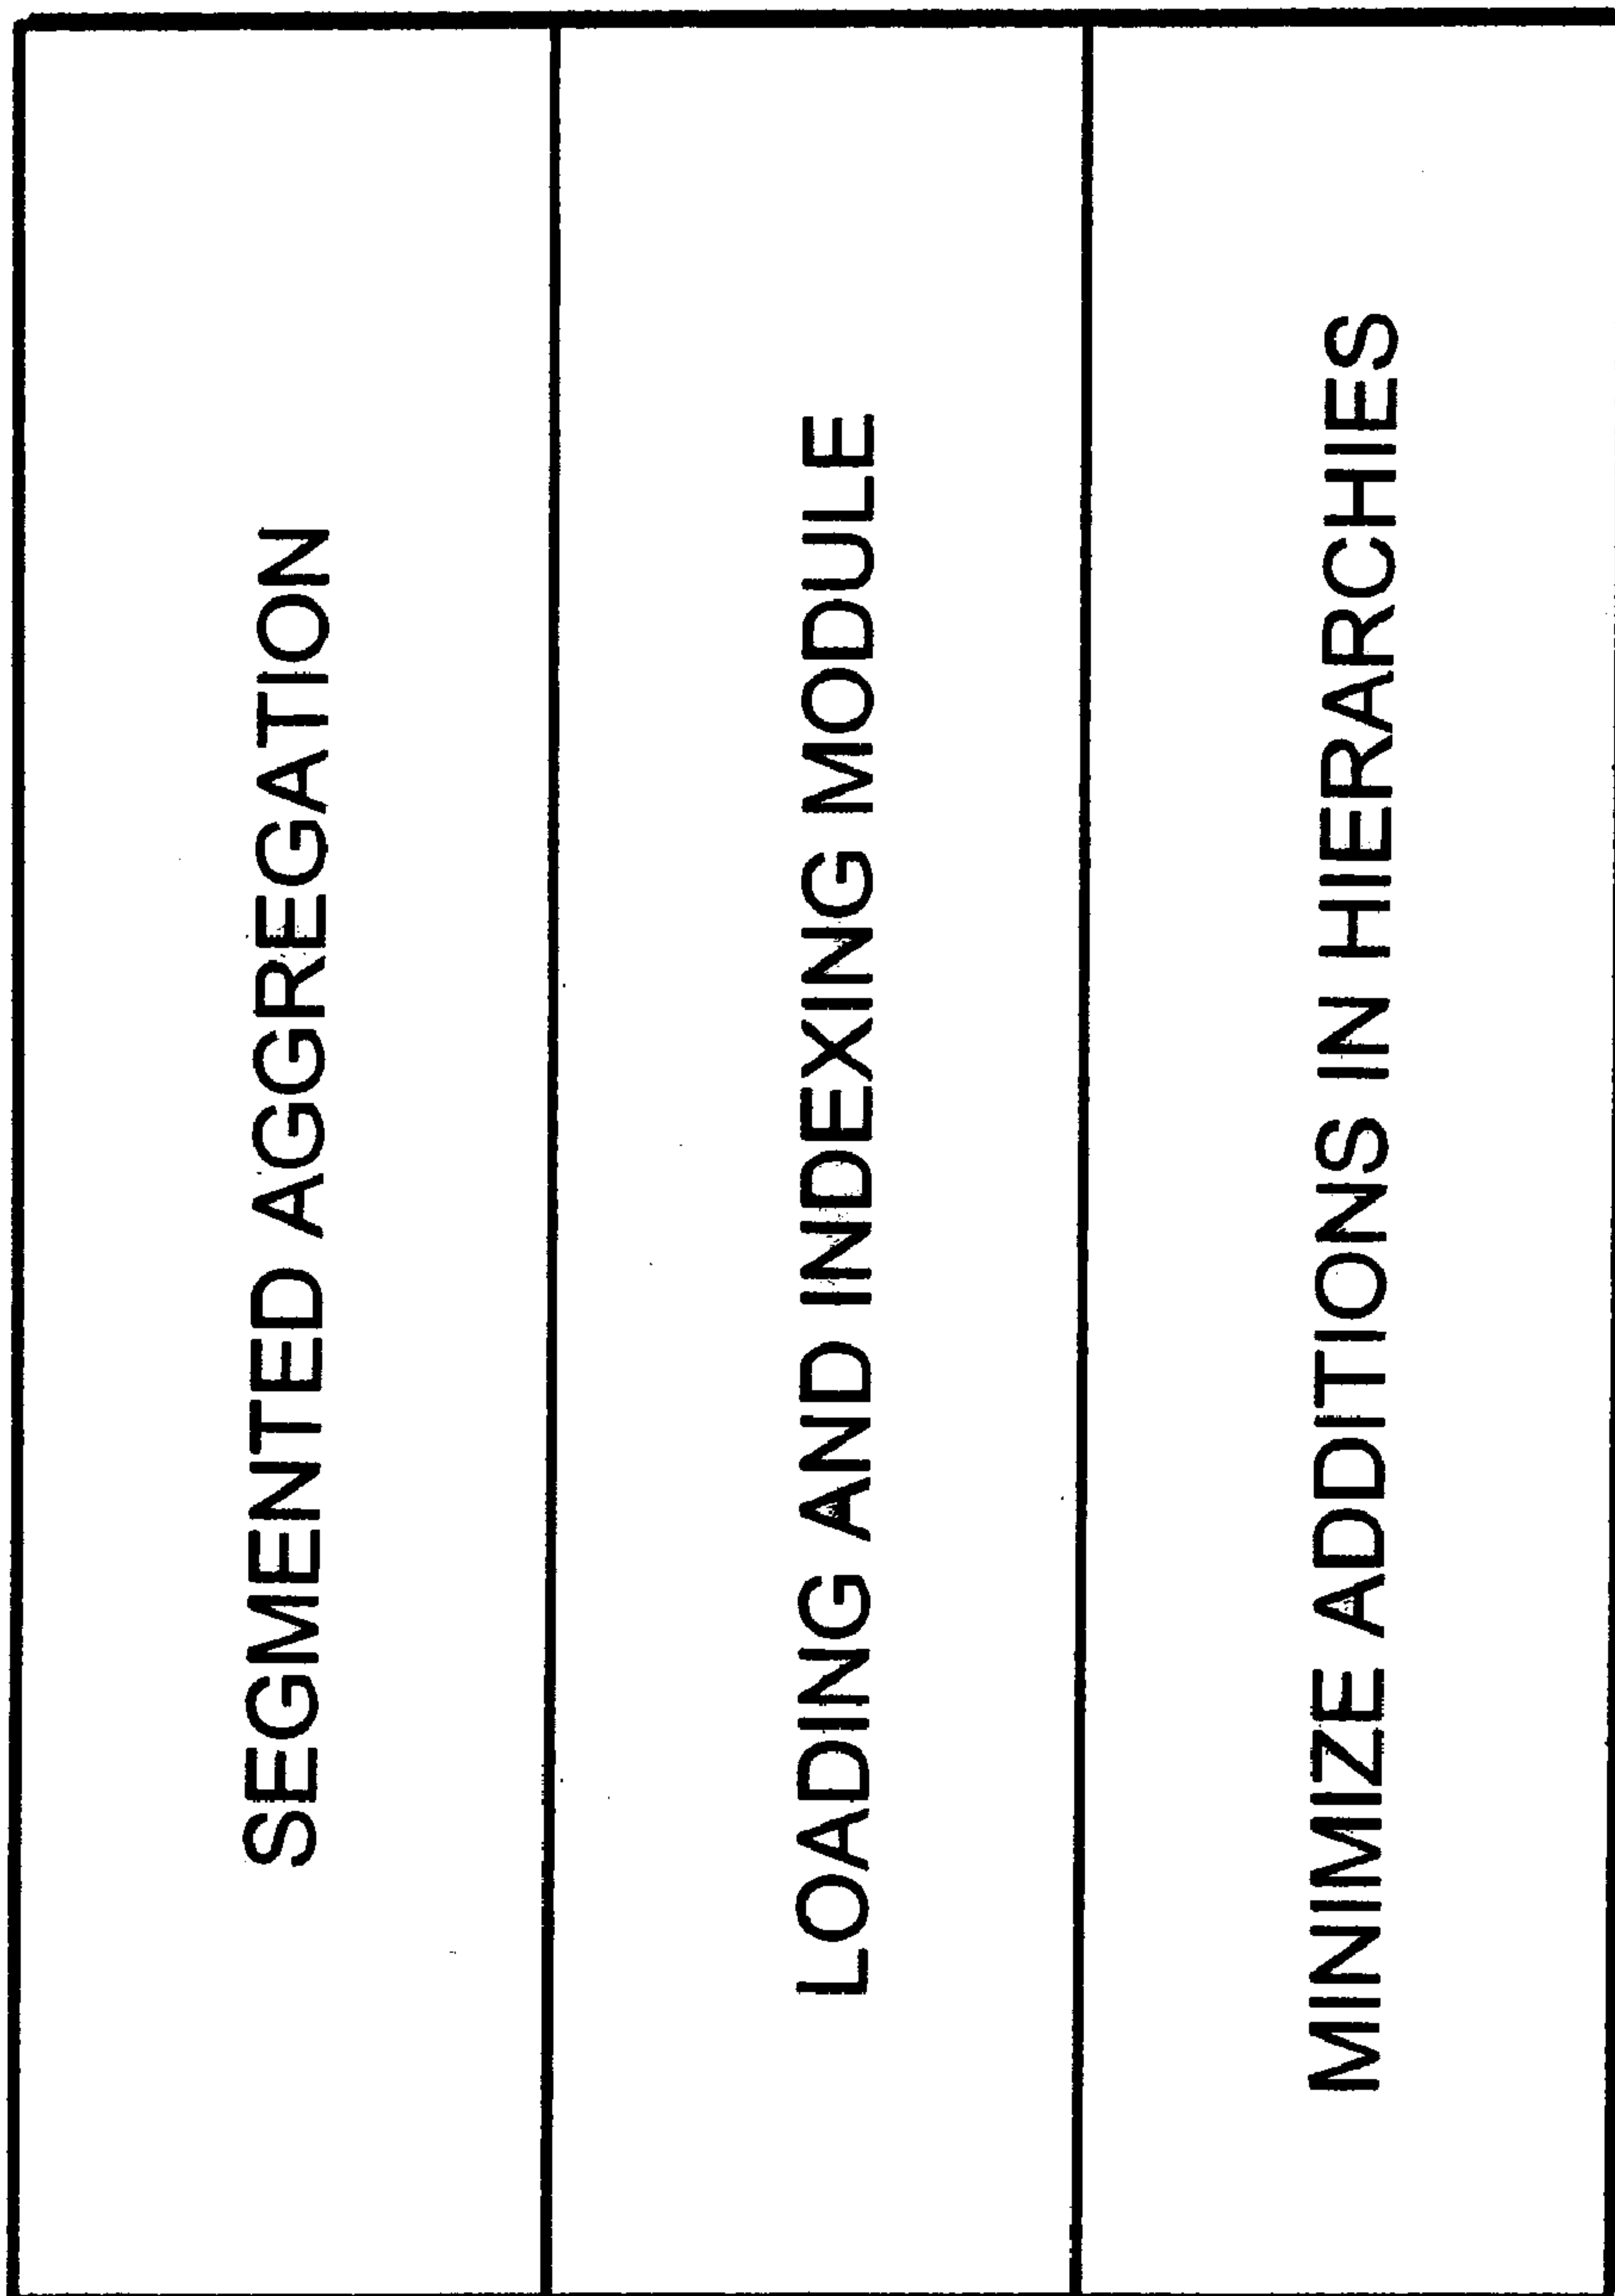 SEGMENTED AGGREGATION
LOADING AND INDEXING MODULE
MINIMIZE ADDITIONS IN HIERARCHIES